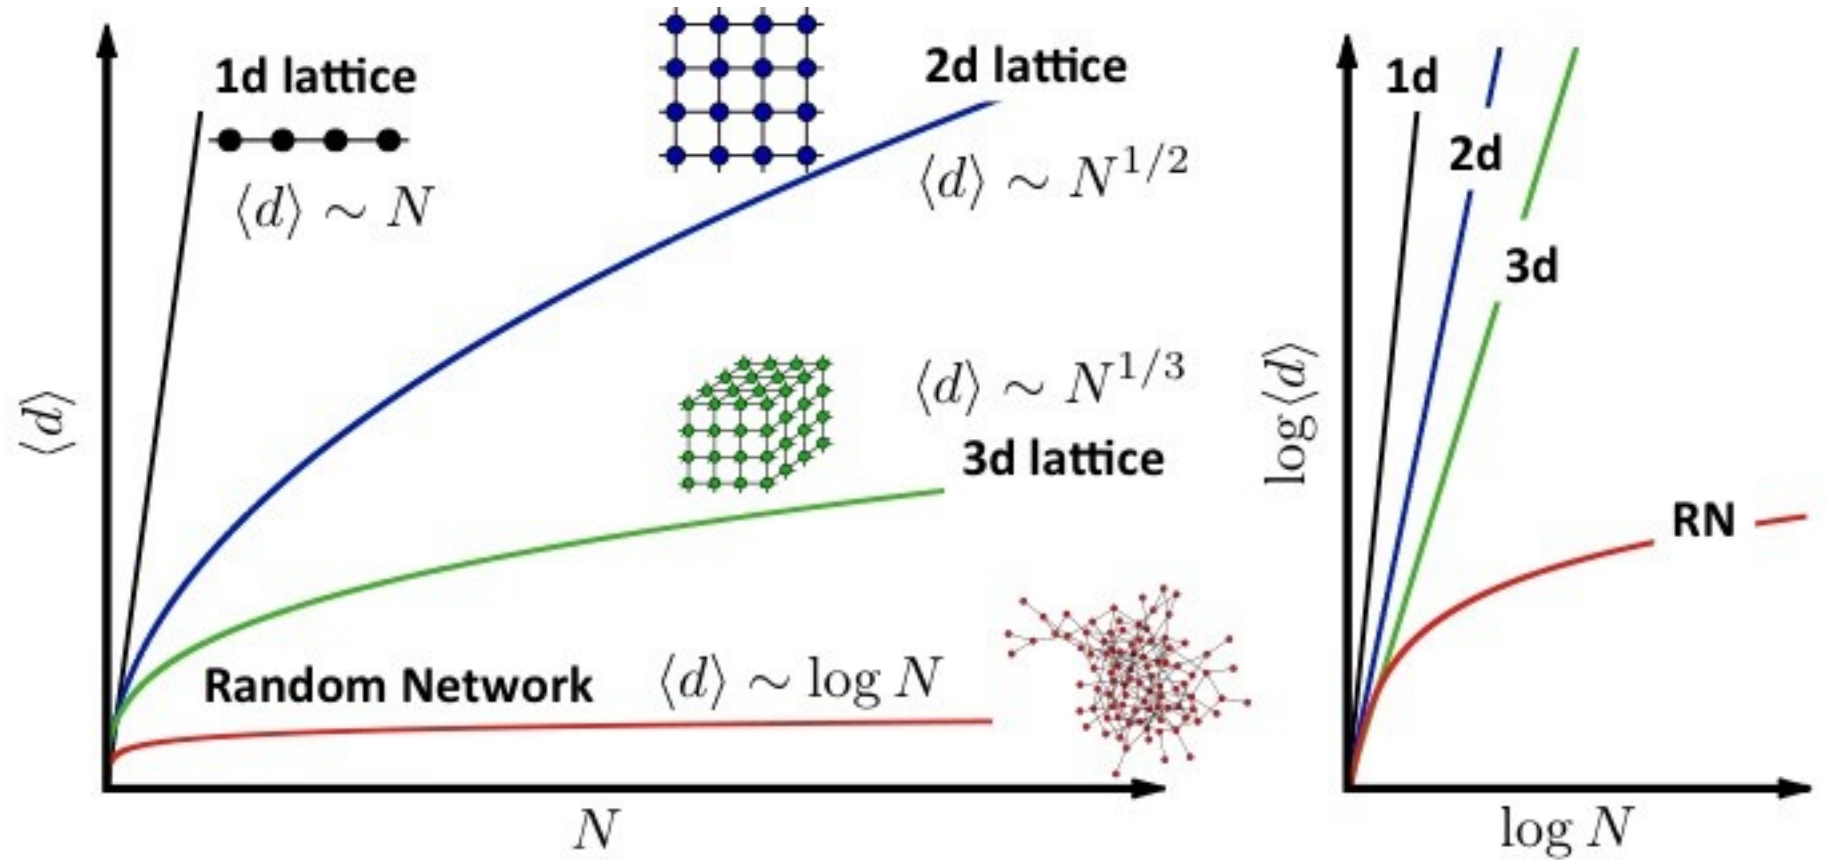 1d lattice
⟨d⟩ ∼ N
2d lattice
⟨d⟩ ∼ N^{1/2}
⟨d⟩ ∼ N^{1/3}
3d lattice
Random Network ⟨d⟩ ∼ log N
⟨d⟩
N
1d
2d
3d
RN
log⟨d⟩
log N